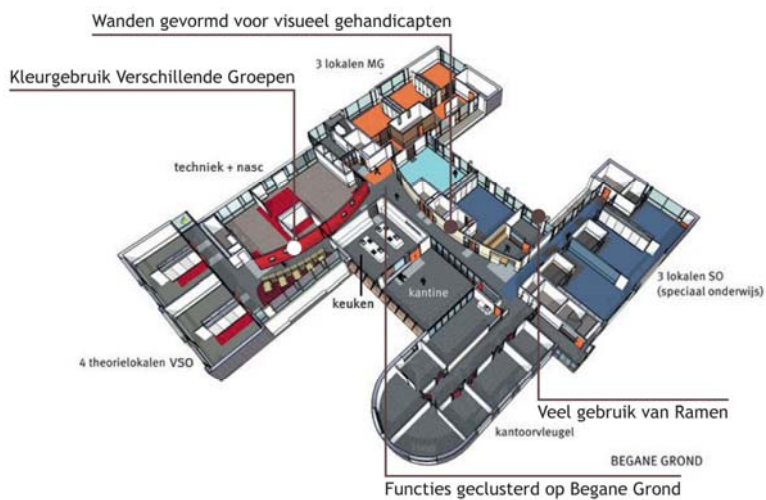 Wanden gevormd voor visueel gehandicapten
3 lokalen MG
Kleurgebruik Verschillende Groepen
techniek + nasc
3 lokalen SO
(speciaal onderwijs)
kantine
keuken
4 theorielokalen VSO
Veel gebruik van Ramen
kantoorvleugel
BEGANE GROND
Functies geclusterd op Begane Grond